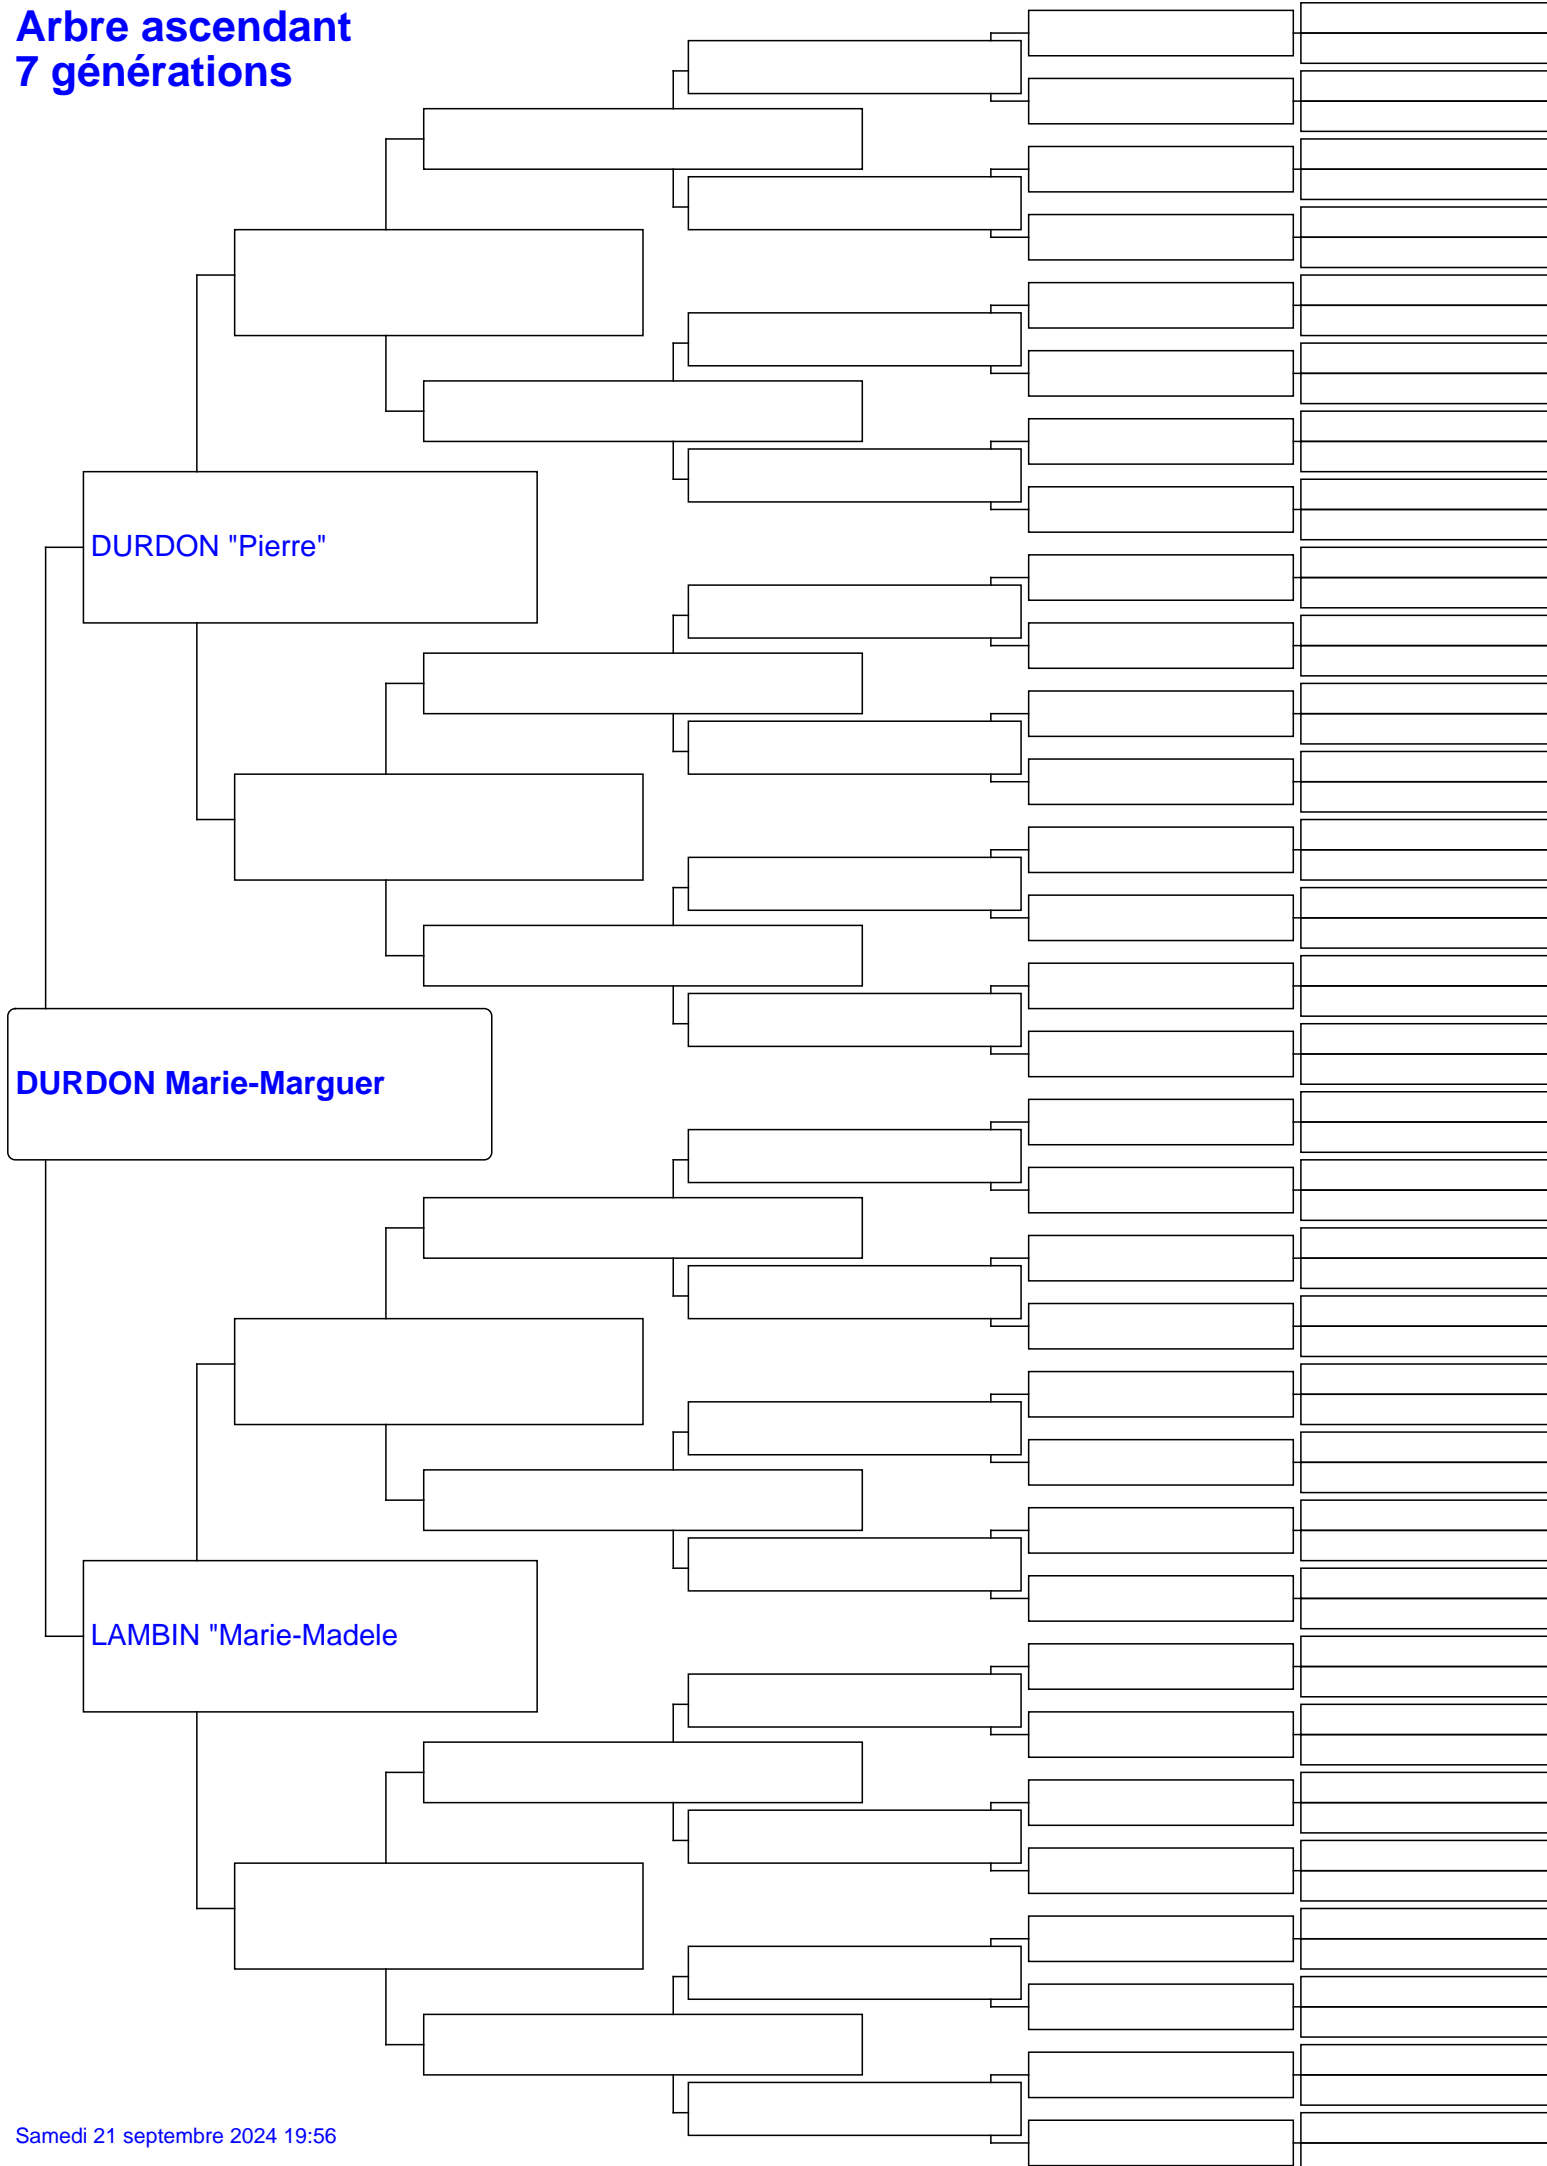 Arbre ascendant
7 générations
DURDON "Pierre"
DURDON Marie-Marguer
LAMBIN "Marie-Madele
Samedi 21 septembre 2024 19:56